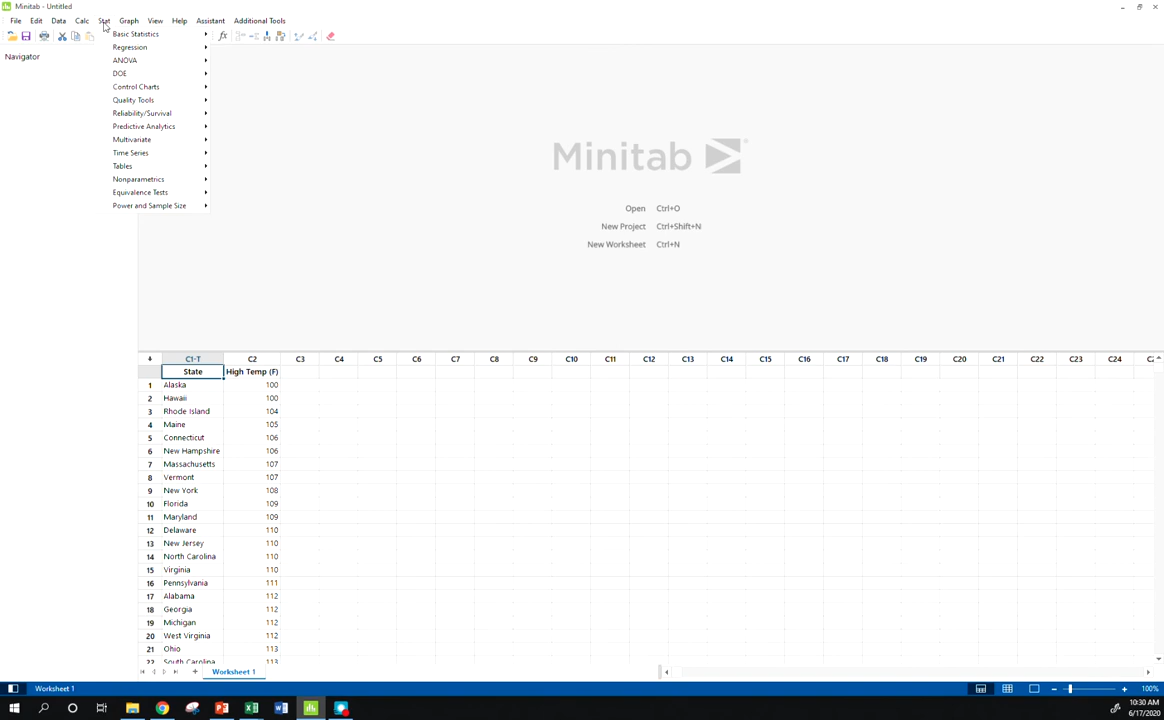 Minitab - Untitled
File Edit Data Calc Stat Graph View Help Assistant Additional Tools
Navigator
Basic Statistics
Regression
ANOVA
DOE
Control Charts
Quality Tools
Reliability/Survival
Predictive Analytics
Multivariate
Time Series
Tables
Nonparametrics
Equivalence Tests
Power and Sample Size
Minitab
Open Ctrl+O
New Project Ctrl+Shift+N
New Worksheet Ctrl+N
C1-T C2 C3 C4 C5 C6 C7 C8 C9 C10 C11 C12 C13 C14 C15 C16 C17 C18 C19 C20 C21 C22 C23 C24
State High Temp (F)
1 Alaska 100
2 Hawaii 100
3 Rhode Island 104
4 Maine 105
5 Connecticut 106
6 New Hampshire 106
7 Massachusetts 107
8 Vermont 107
9 New York 108
10 Florida 109
11 Maryland 109
12 Delaware 110
13 New Jersey 110
14 North Carolina 110
15 Virginia 110
16 Pennsylvania 111
17 Alabama 112
18 Georgia 112
19 Michigan 112
20 West Virginia 112
21 Ohio 113
22 South Carolina 113
Worksheet 1
Worksheet 1 100%
10:30 AM
6/17/2020